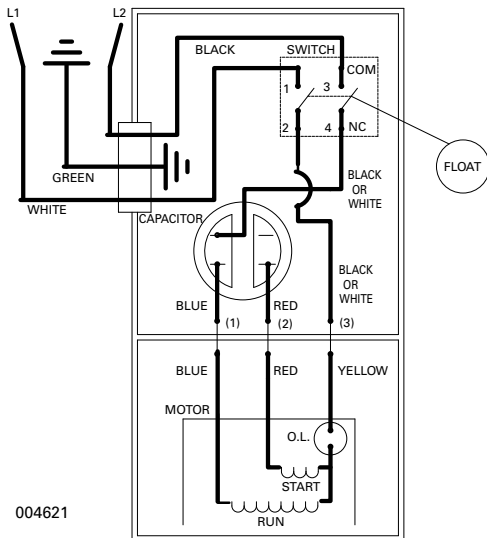 L1
L2
BLACK
SWITCH
COM
1
3
2
4
NC
FLOAT
GREEN
BLACK
OR
WHITE
WHITE
CAPACITOR
BLACK
OR
WHITE
BLUE
RED
(1)
(2)
(3)
BLUE
RED
YELLOW
MOTOR
O.L.
START
RUN
004621